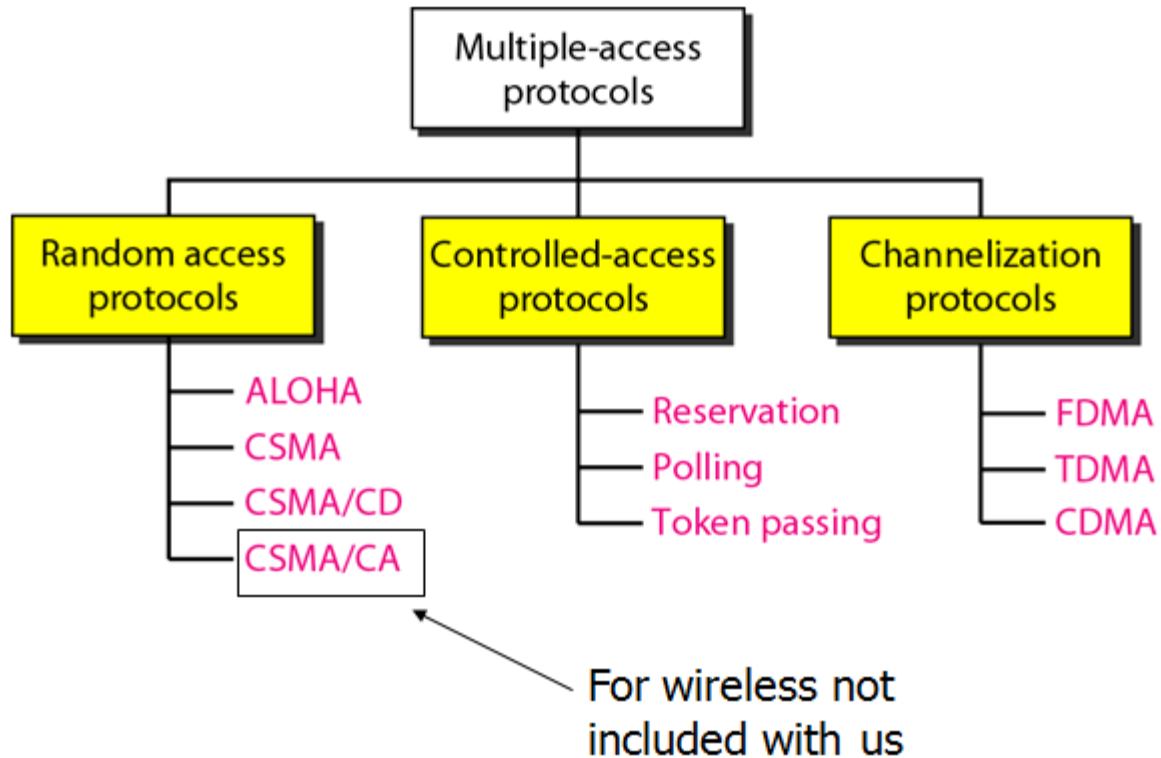 Multiple-access
protocols
Random access
protocols
Controlled-access
protocols
Channelization
protocols
ALOHA
CSMA
CSMA/CD
CSMA/CA
Reservation
Polling
Token passing
FDMA
TDMA
CDMA
For wireless not
included with us